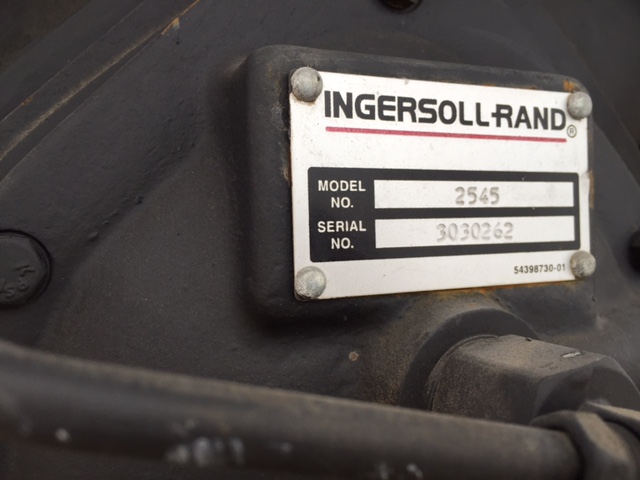 INGERSOLL-RAND®
MODEL NO. 2545
SERIAL NO. 3030262
54398730-01